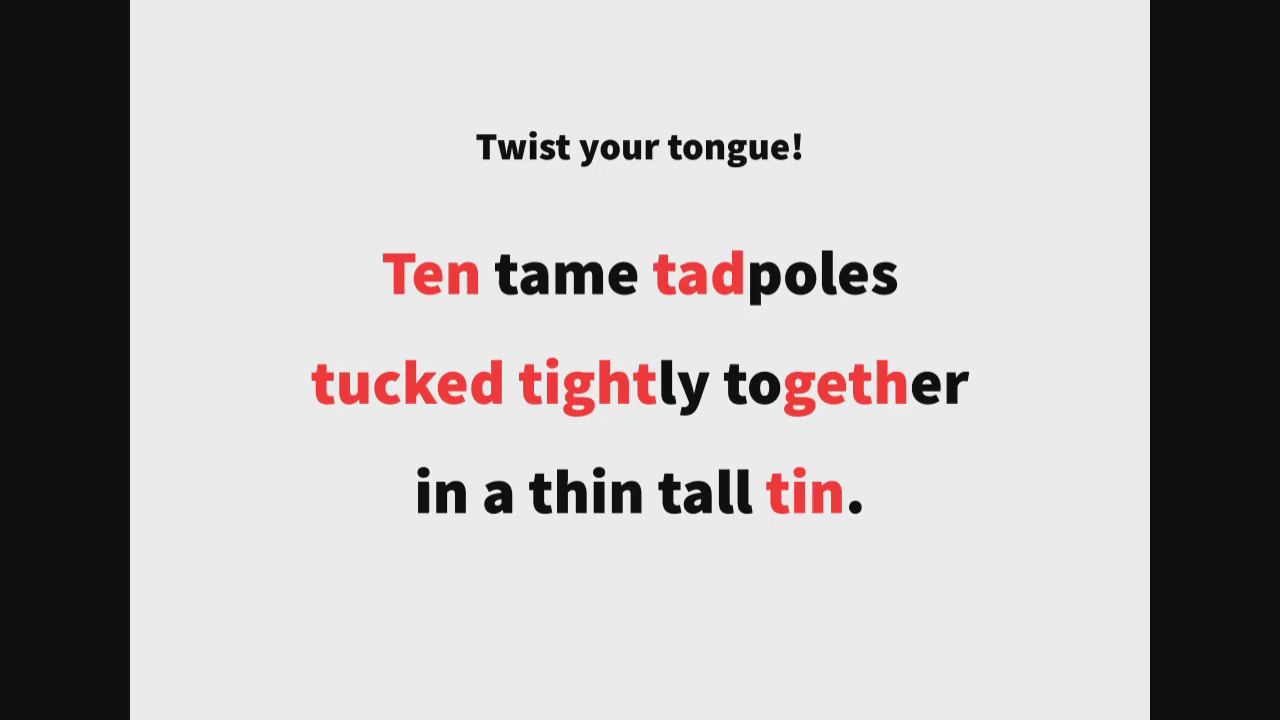 Twist your tongue!
Ten tame tadpoles
tucked tightly together
in a thin tall tin.